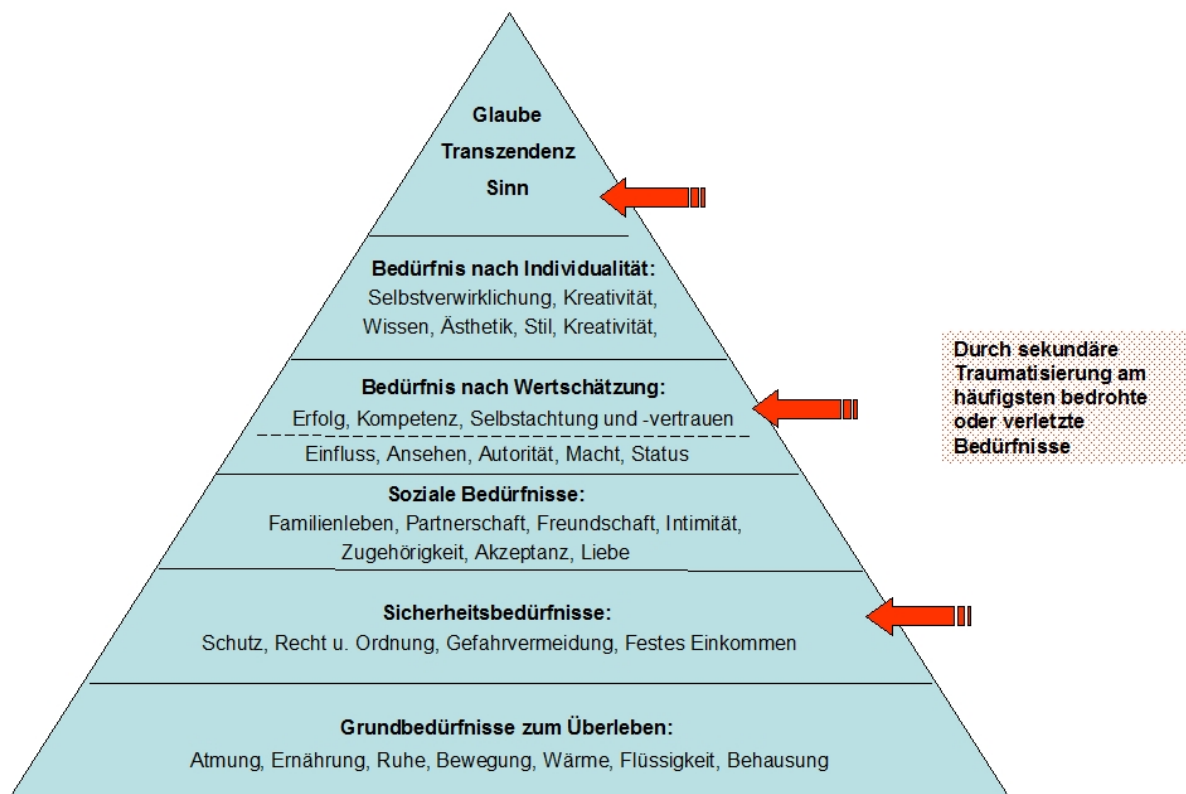 Glaube
Transzendenz
Sinn
Bedürfnis nach Individualität:
Selbstverwirklichung, Kreativität,
Wissen, Ästhetik, Stil, Kreativität,
Bedürfnis nach Wertschätzung:
Erfolg, Kompetenz, Selbstachtung und -vertrauen
Einfluss, Ansehen, Autorität, Macht, Status
Soziale Bedürfnisse:
Familienleben, Partnerschaft, Freundschaft, Intimität,
Zugehörigkeit, Akzeptanz, Liebe
Sicherheitsbedürfnisse:
Schutz, Recht u. Ordnung, Gefahrvermeidung, Festes Einkommen
Grundbedürfnisse zum Überleben:
Atmung, Ernährung, Ruhe, Bewegung, Wärme, Flüssigkeit, Behausung
Durch sekundäre
Traumatisierung am
häufigsten bedrohte
oder verletzte
Bedürfnisse